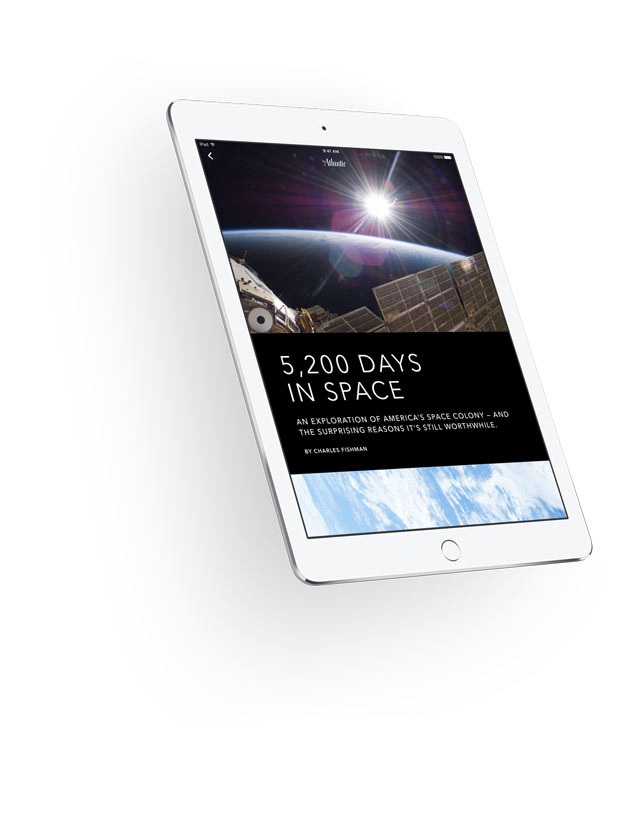 iPad
9:41 AM
100%
The Atlantic
5,200 DAYS
IN SPACE
AN EXPLORATION OF AMERICA'S SPACE COLONY – AND
THE SURPRISING REASONS IT'S STILL WORTHWHILE.
BY CHARLES FISHMAN